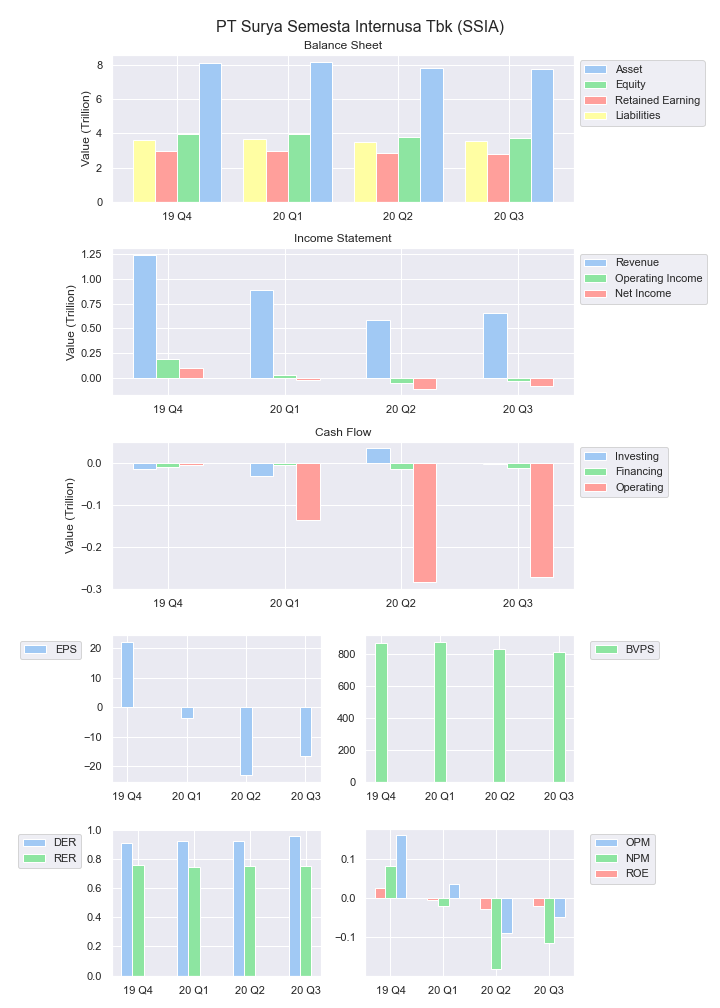 PT Surya Semesta Internusa Tbk (SSIA)
Balance Sheet
Value (Trillion)
8
6
4
2
0
19 Q4 20 Q1 20 Q2 20 Q3
Asset
Equity
Retained Earning
Liabilities
Income Statement
Value (Trillion)
1.25
1.00
0.75
0.50
0.25
0.00
19 Q4 20 Q1 20 Q2 20 Q3
Revenue
Operating Income
Net Income
Cash Flow
Value (Trillion)
0.0
−0.1
−0.2
−0.3
19 Q4 20 Q1 20 Q2 20 Q3
Investing
Financing
Operating
EPS
20
10
0
−10
−20
19 Q4 20 Q1 20 Q2 20 Q3
800
600
400
200
0
19 Q4 20 Q1 20 Q2 20 Q3
BVPS
DER
RER
1.0
0.8
0.6
0.4
0.2
0.0
19 Q4 20 Q1 20 Q2 20 Q3
0.1
0.0
−0.1
19 Q4 20 Q1 20 Q2 20 Q3
OPM
NPM
ROE